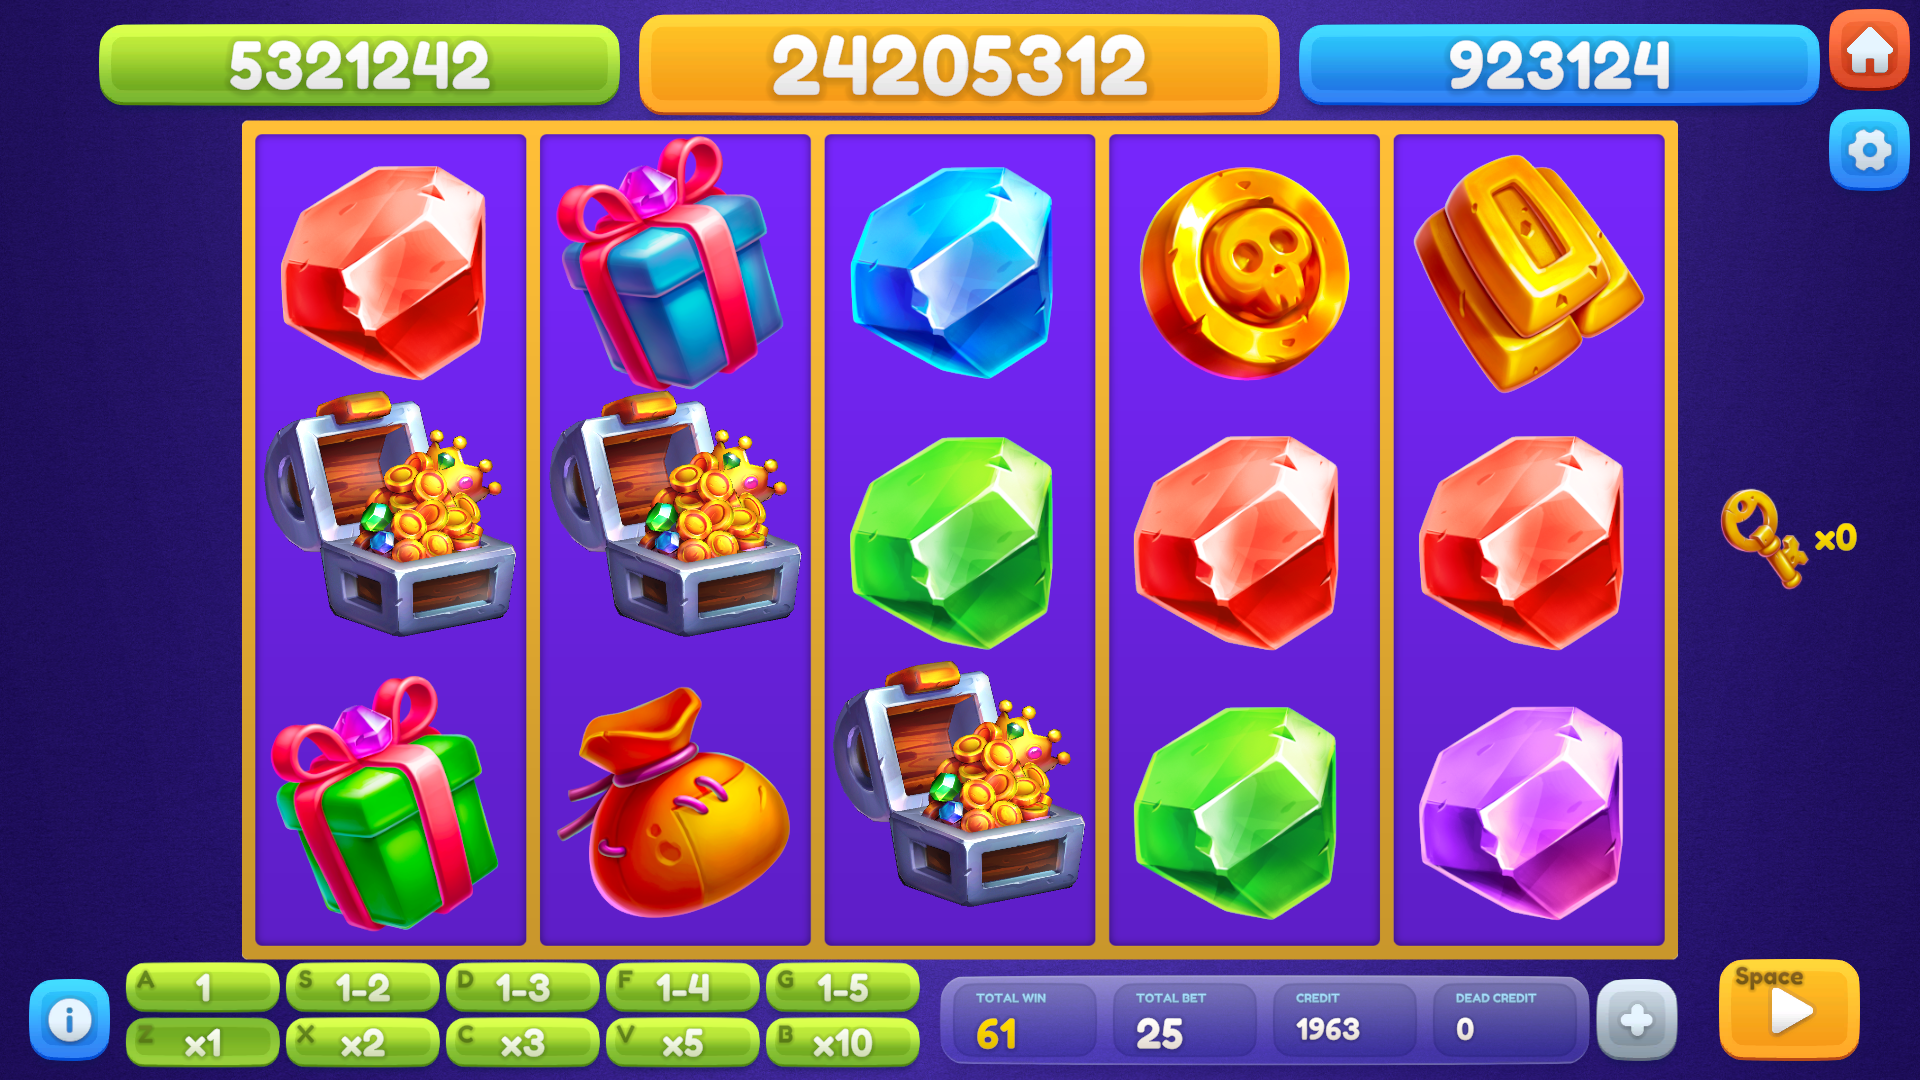 5321242
24205312
923124
x0
A 1
S 1-2
D 1-3
F 1-4
G 1-5
Z x1
X x2
C x3
V x5
B x10
TOTAL WIN
61
TOTAL BET
25
CREDIT
1963
DEAD CREDIT
0
Space